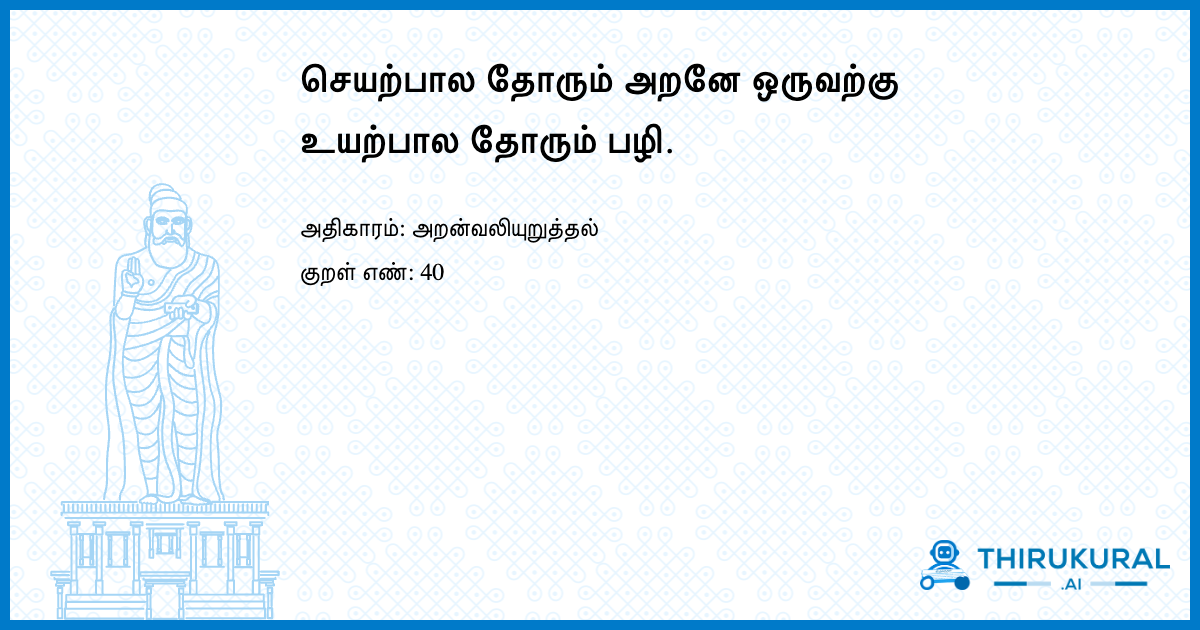 செயற்பால தோரும் அறனே ஒருவற்கு
உயற்பால தோரும் பழி.
அதிகாரம்: அறன்வலியுறுத்தல்
குறள் எண்: 40
THIRUKURAL
.AI